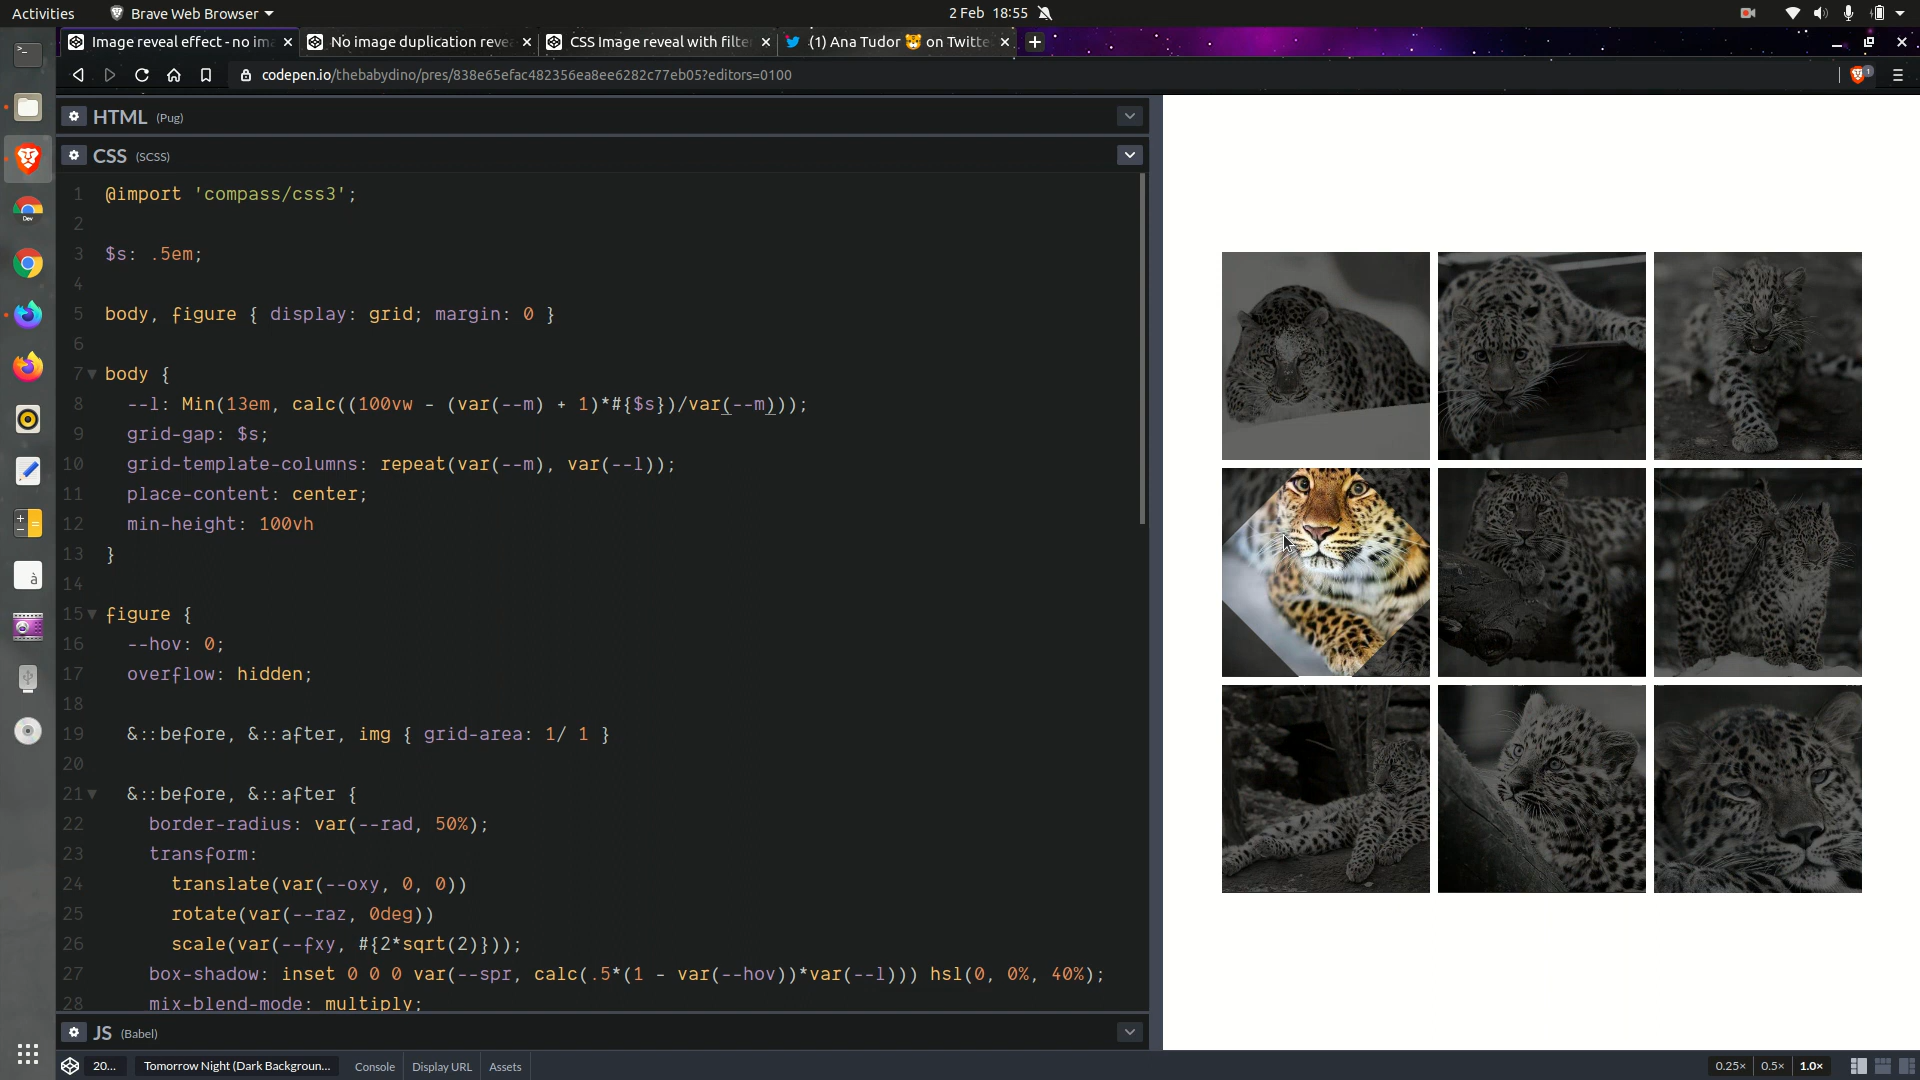 Activities Brave Web Browser 2 Feb 18:55
Image reveal effect - no im No image duplication reve CSS Image reveal with filte (1) Ana Tudor 🐯 on Twitte
codepen.io/thebabydino/pres/838e65efac482356ea8ee6282c77eb05?editors=0100 1
HTML (Pug)
CSS (SCSS)
1 @import 'compass/css3';
2
3 $s: .5em;
4
5 body, figure { display: grid; margin: 0 }
6
7 body {
8 --l: Min(13em, calc((100vw - (var(--m) + 1)*#{$s})/var(--m)));
9 grid-gap: $s;
10 grid-template-columns: repeat(var(--m), var(--l));
11 place-content: center;
12 min-height: 100vh
13 }
14
15 figure {
16 --hov: 0;
17 overflow: hidden;
18
19 &::before, &::after, img { grid-area: 1/ 1 }
20
21 &::before, &::after {
22 border-radius: var(--rad, 50%);
23 transform:
24 translate(var(--oxy, 0, 0))
25 rotate(var(--raz, 0deg))
26 scale(var(--fxy, #{2*sqrt(2)}));
27 box-shadow: inset 0 0 0 var(--spr, calc(.5*(1 - var(--hov))*var(--l))) hsl(0, 0%, 40%);
28 mix-blend-mode: multiply;
JS (Babel)
20... Tomorrow Night (Dark Backgroun... Console Display URL Assets 0.25× 0.5× 1.0×
Dev
à